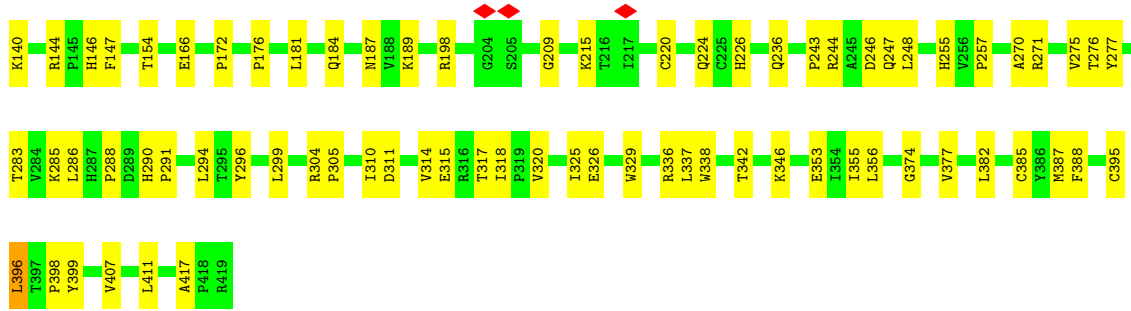 K140 R144 P145 H146 F147 T154 E166 P172 P176 L181 Q184 N187 V188 K189 R198 G204 S205 G209 K215 T216 I217 C220 Q224 C225 H226 Q236 P243 R244 A245 D246 Q247 L248 H255 V256 P257 A270 R271 V275 T276 Y277
T283 V284 K285 L286 H287 P288 D289 H290 P291 L294 T295 Y296 L299 R304 P305 I310 D311 V314 E315 R316 T317 I318 P319 V320 I325 E326 W329 R336 L337 W338 T342 K346 E353 I354 I355 L356 G374 V377 L382 C385 Y386 M387 F388 C395
L396 T397 P398 Y399 V407 L411 A417 P418 R419